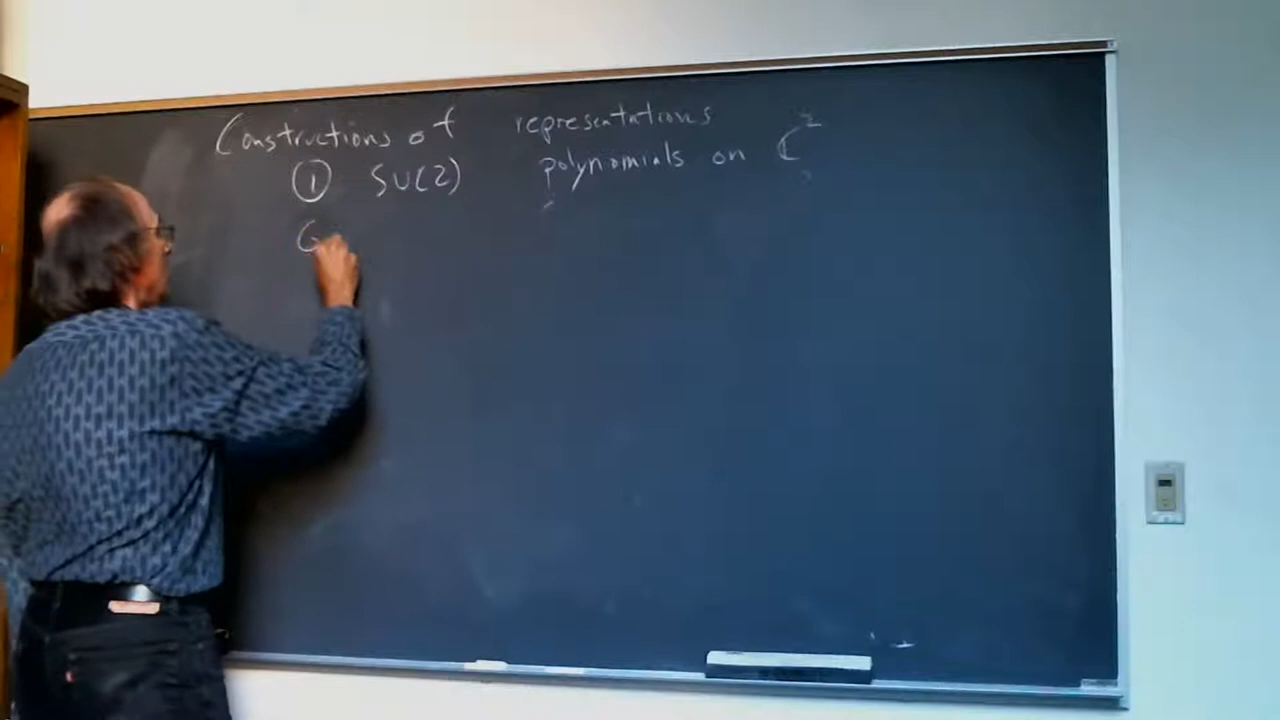 Constructions of representations
① SU(2) polynomials on ℂ²
G